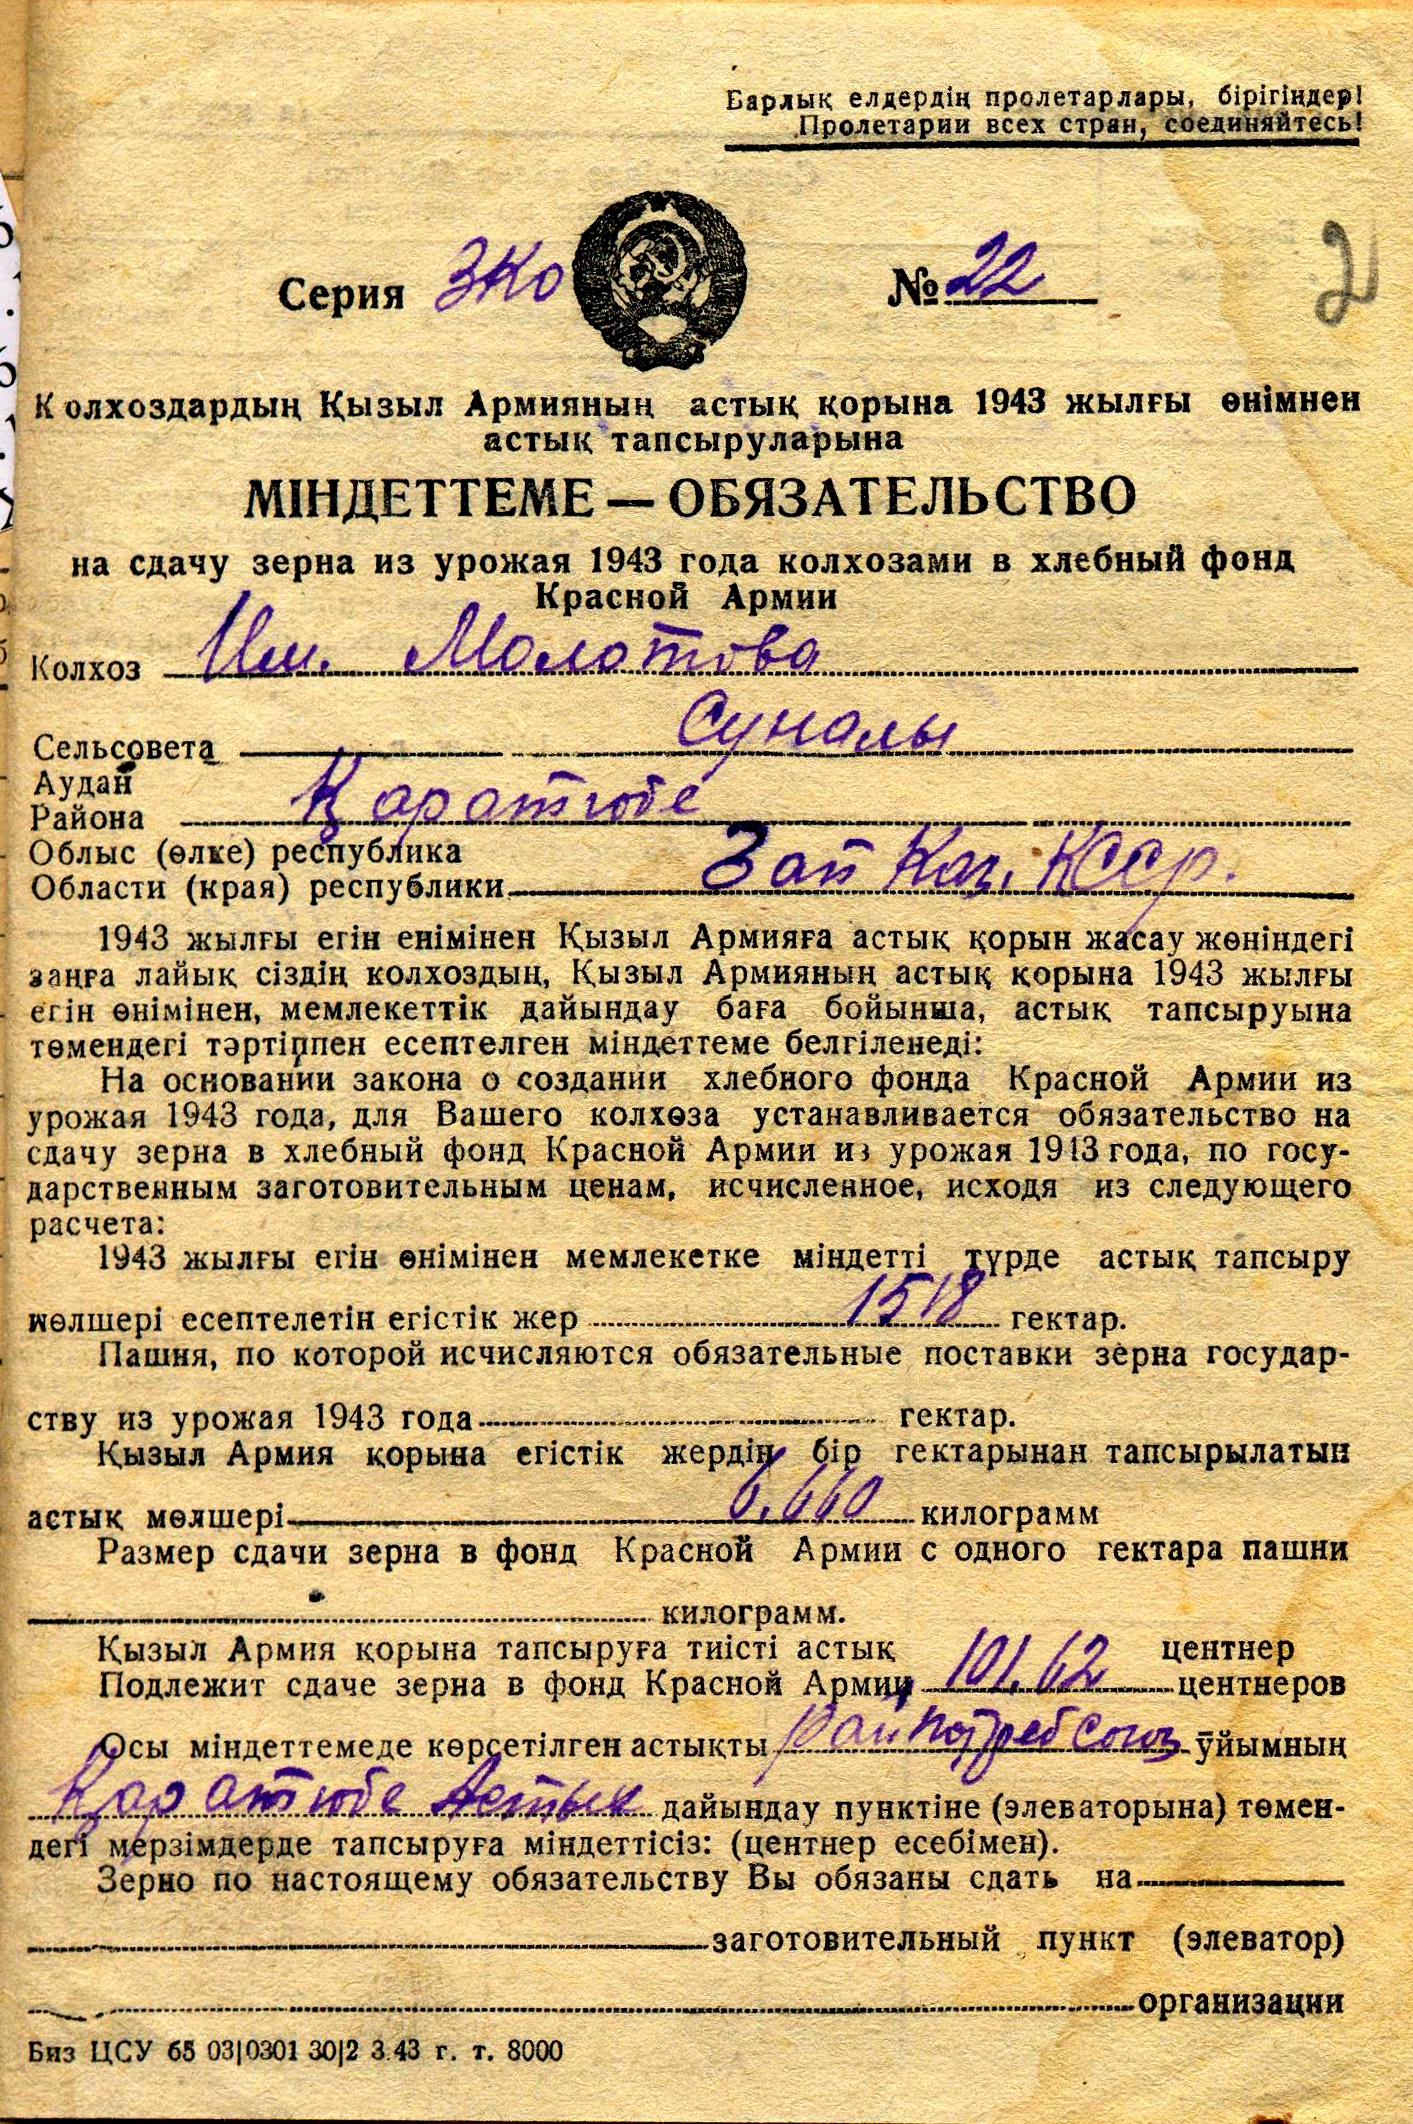 Барлық елдердің пролетарлары, бірігіндер!
Пролетарии всех стран, соединяйтесь!
Серия ЗКО № 22
2
Колхоздардың Қызыл Армияның астық қорына 1943 жылғы өнімнен
астық тапсыруларына
МІНДЕТТЕМЕ — ОБЯЗАТЕЛЬСТВО
на сдачу зерна из урожая 1943 года колхозами в хлебный фонд
Красной Армии
Колхоз Им. Молотова
Сельсовета Суналы
Аудан
Района Қаратюбе
Облыс (өлке) республика
Области (края) республики Зап Каз. КССР.
1943 жылғы егін енімінен Қызыл Армияға астық қорын жасау жөніндегі
заңға лайық сіздің колхоздың, Қызыл Армияның астық қорына 1943 жылғы
егін өнімінен, мемлекеттік дайындау баға бойынша, астық тапсыруына
төмендегі тәртіппен есептелген міндеттеме белгіленеді:
На основании закона о создании хлебного фонда Красной Армии из
урожая 1943 года, для Вашего колхоза устанавливается обязательство на
сдачу зерна в хлебный фонд Красной Армии из урожая 1943 года, по госу-
дарственным заготовительным ценам, исчисленное, исходя из следующего
расчета:
1943 жылғы егін өнімінен мемлекетке міндетті түрде астық тапсыру
мөлшері есептелетін егістік жер 1518 гектар.
Пашня, по которой исчисляются обязательные поставки зерна государ-
ству из урожая 1943 года гектар.
Қызыл Армия қорына егістік жердің бір гектарынан тапсырылатын
астық мөлшері 6,660 килограмм
Размер сдачи зерна в фонд Красной Армии с одного гектара пашни
килограмм.
Қызыл Армия қорына тапсыруға тиісті астық центнер
Подлежит сдаче зерна в фонд Красной Армии 101,62 центнеров
Осы міндеттемеде көрсетілген астықты Райпотребсоюз ұйымның
Қаратюбе Астык дайындау пунктіне (элеваторына) төмен-
дегі мерзімдерде тапсыруға міндеттісіз: (центнер есебімен).
Зерно по настоящему обязательству Вы обязаны сдать на
заготовительный пункт (элеватор)
организации
Биз ЦСУ б5 03|0301 30|2 3.43 г. т. 8000